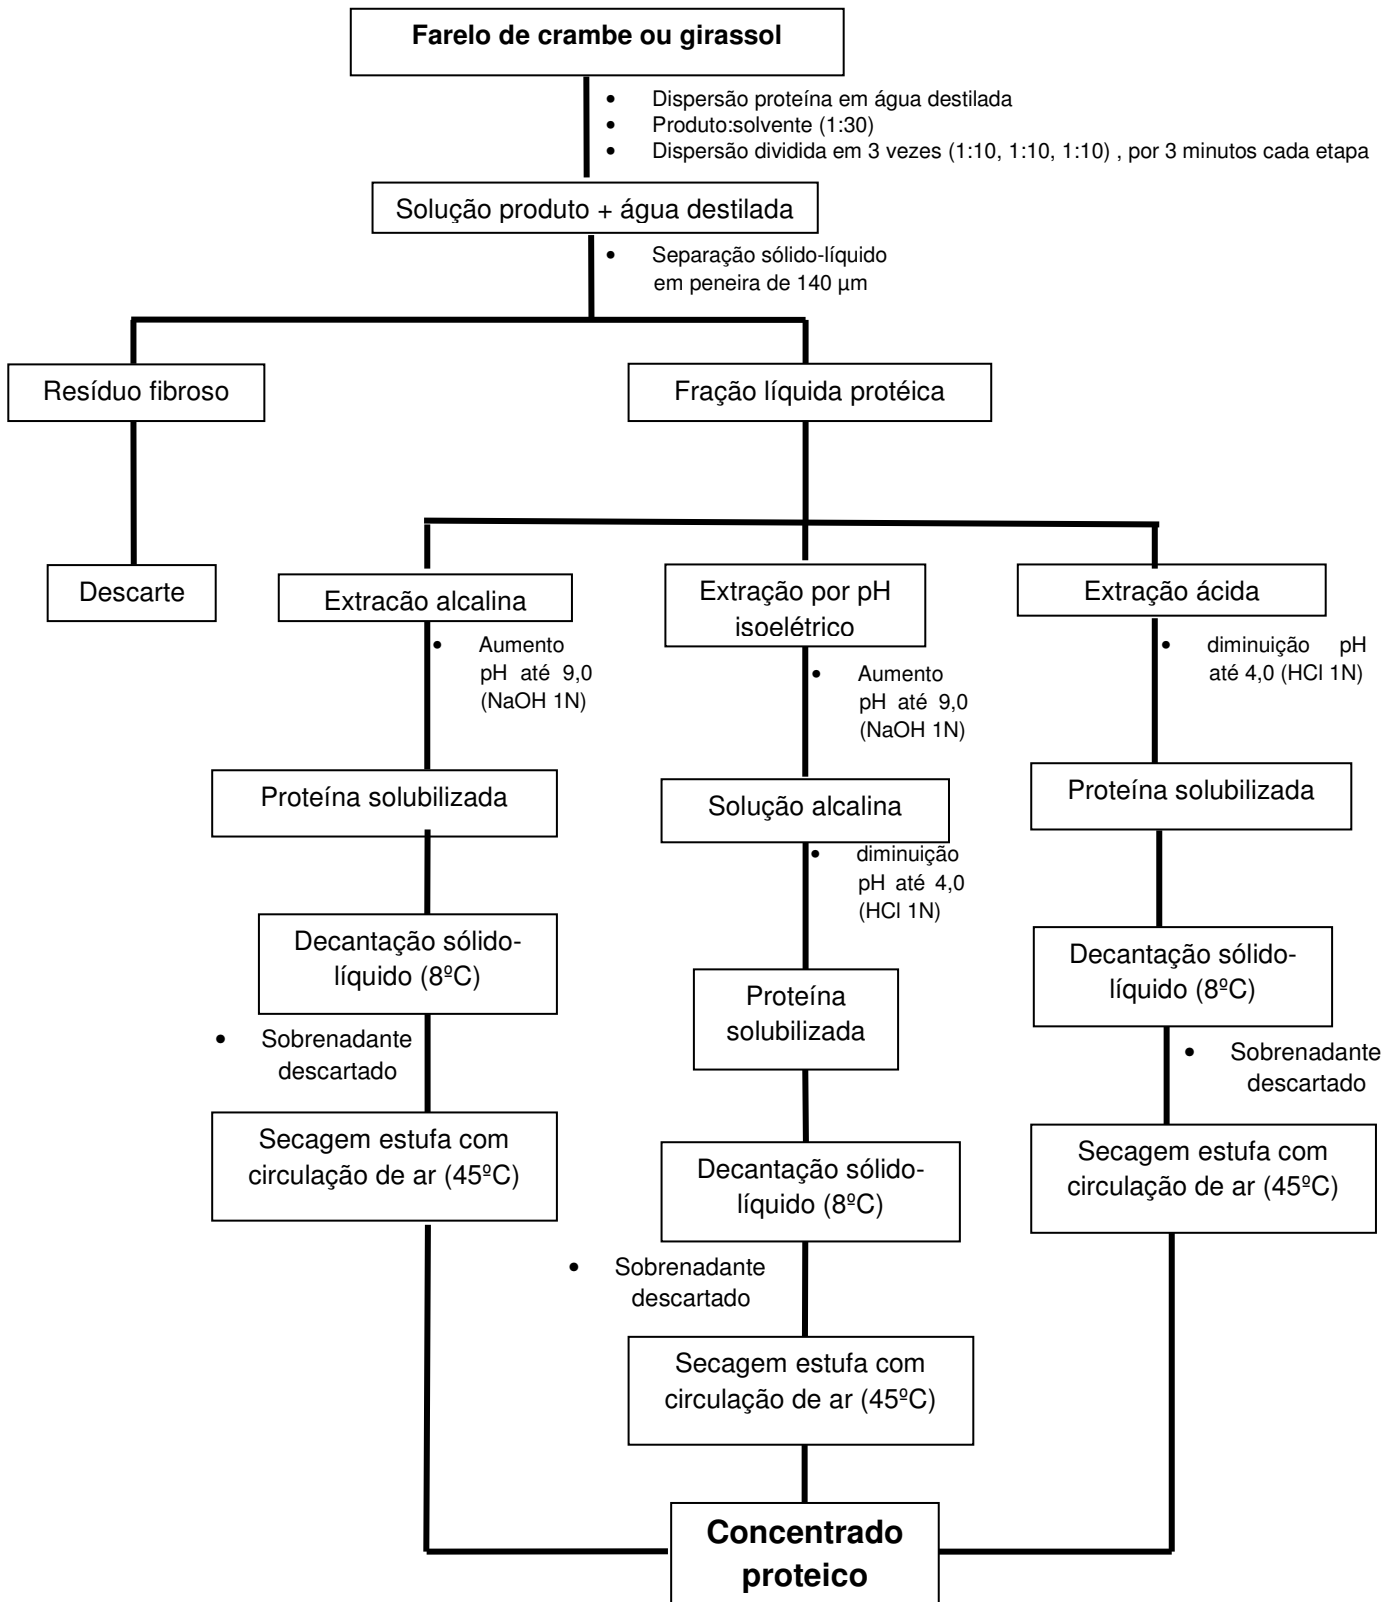 Farelo de crambe ou girassol
• Dispersão proteína em água destilada
• Produto:solvente (1:30)
• Dispersão dividida em 3 vezes (1:10, 1:10, 1:10) , por 3 minutos cada etapa
Solução produto + água destilada
• Separação sólido-líquido
em peneira de 140 µm
Resíduo fibroso
Fração líquida protéica
Descarte
Extracão alcalina
• Aumento
pH até 9,0
(NaOH 1N)
Proteína solubilizada
Decantação sólido-
líquido (8ºC)
• Sobrenadante
descartado
Secagem estufa com
circulação de ar (45ºC)
Extração por pH
isoelétrico
• Aumento
pH até 9,0
(NaOH 1N)
Solução alcalina
• diminuição
pH até 4,0
(HCl 1N)
Proteína
solubilizada
Decantação sólido-
líquido (8ºC)
• Sobrenadante
descartado
Secagem estufa com
circulação de ar (45ºC)
Extração ácida
• diminuição pH
até 4,0 (HCl 1N)
Proteína solubilizada
Decantação sólido-
líquido (8ºC)
• Sobrenadante
descartado
Secagem estufa com
circulação de ar (45ºC)
Concentrado
proteico